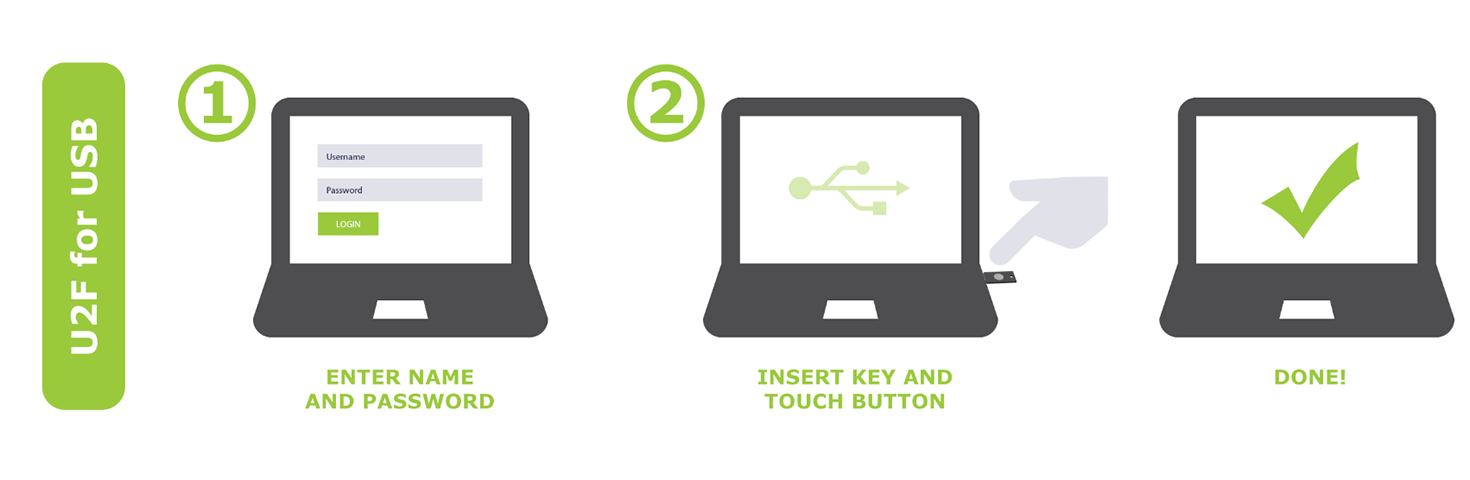 U2F for USB
1
Username
Password
LOGIN
ENTER NAME
AND PASSWORD
2
INSERT KEY AND
TOUCH BUTTON
DONE!